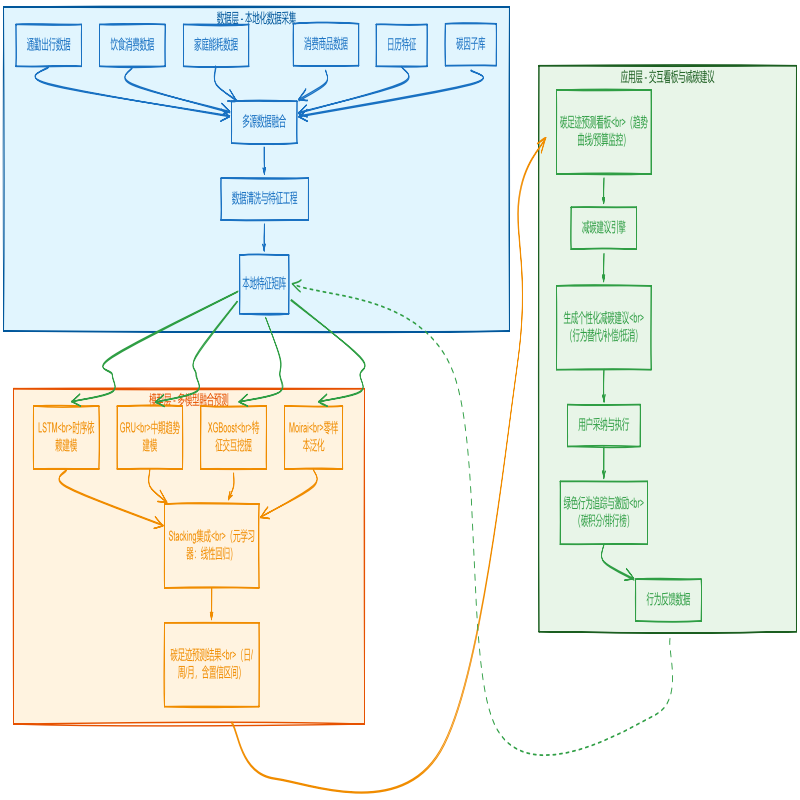 数据层 - 本地化数据采集
通勤出行数据
饮食消费数据
家庭能耗数据
消费商品数据
日历特征
碳因子库
多源数据融合
数据清洗与特征工程
本地特征矩阵
模型层 - 多模型融合预测
LSTM<br>时序依
赖建模
GRU<br>中期趋势
建模
XGBoost<br>特
征交互挖掘
Moirai<br>零样
本泛化
Stacking集成<br>（元学习
器：线性回归）
碳足迹预测结果<br>（日/
周/月，含置信区间）
应用层 - 交互看板与减碳建议
碳足迹预测看板<br>（趋势
曲线/预算监控）
减碳建议引擎
生成个性化减碳建议<br>
（行为替代/补偿/抵消）
用户采纳与执行
绿色行为追踪与激励<br>
（碳积分/排行榜）
行为反馈数据